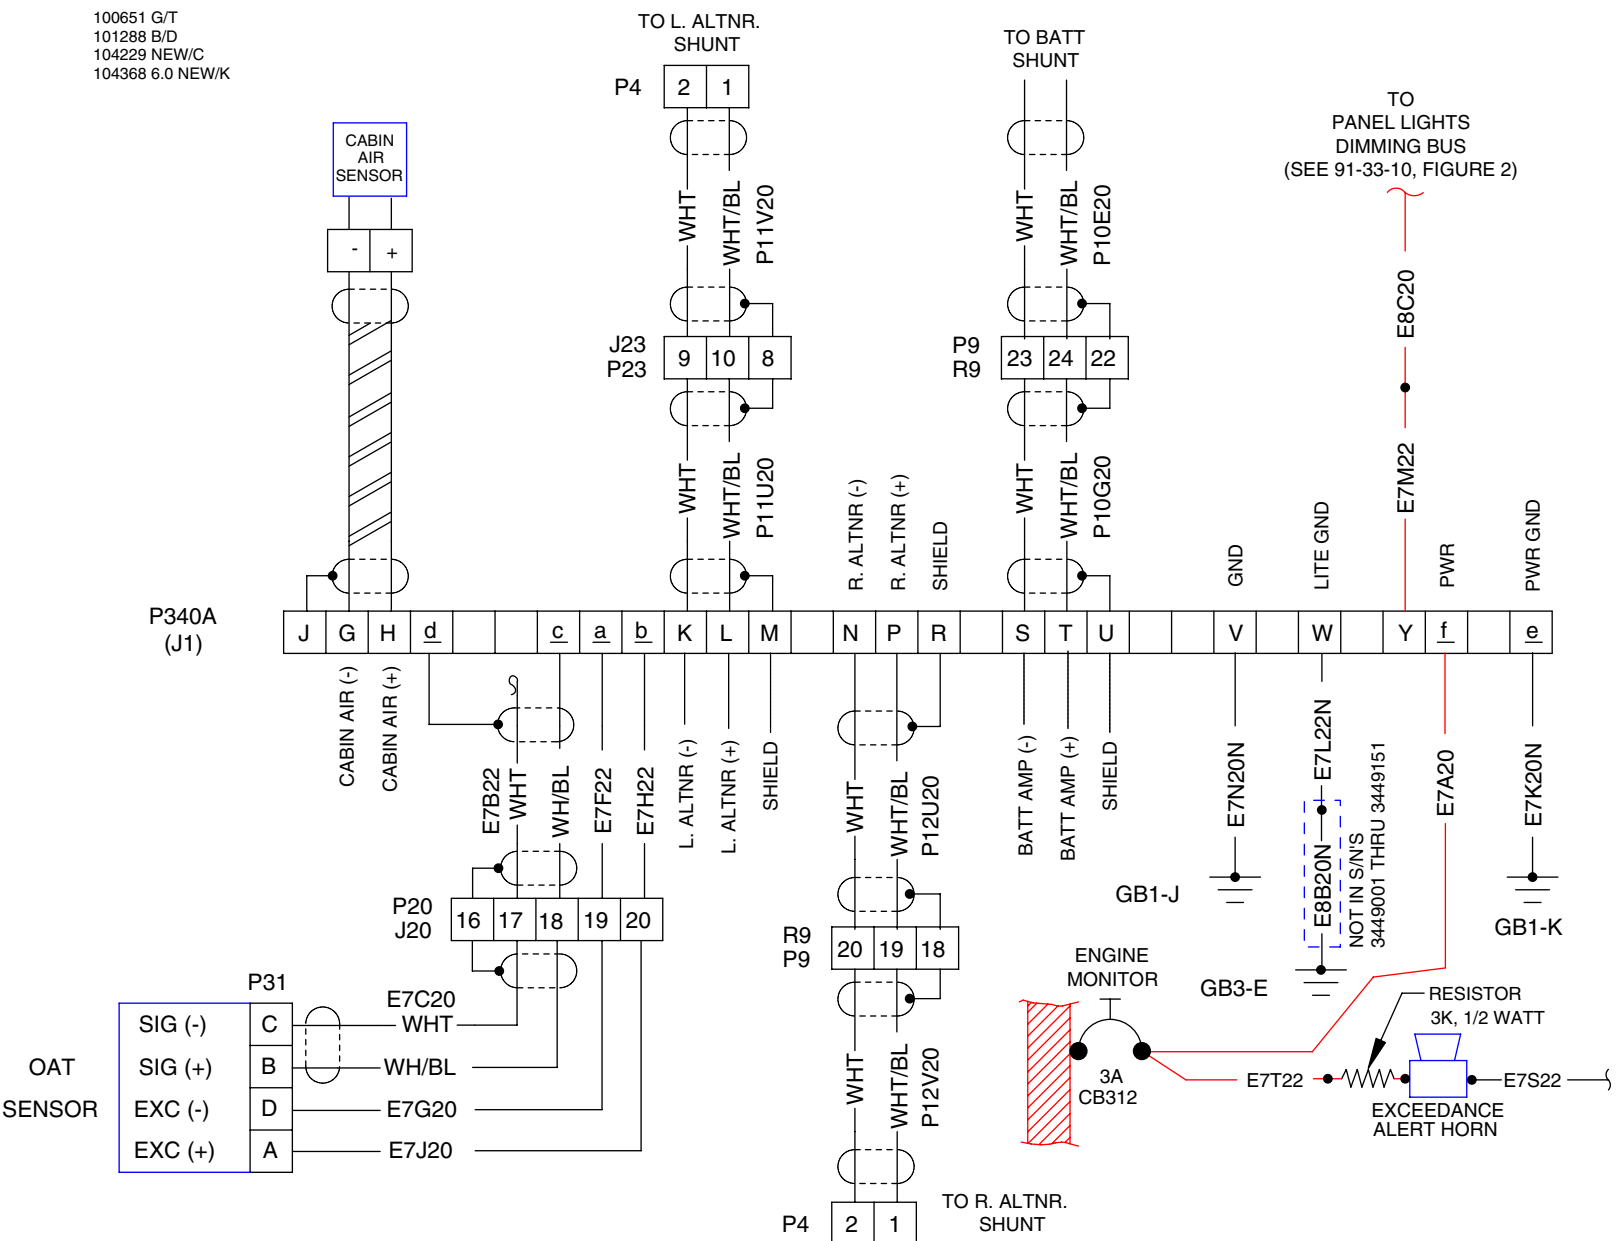 100651 G/T
101288 B/D
104229 NEW/C
104368 6.0 NEW/K
TO L. ALTNR.
SHUNT
P4
2 1
TO BATT
SHUNT
TO
PANEL LIGHTS
DIMMING BUS
(SEE 91-33-10, FIGURE 2)
CABIN
AIR
SENSOR
- +
WHT
WHT/BL
P11V20
WHT
WHT/BL
P10E20
E8C20
J23
P23
9 10 8
P9
R9
23 24 22
WHT
WHT/BL
P11U20
R. ALTNR (-)
R. ALTNR (+)
SHIELD
WHT
WHT/BL
P10G20
GND
LITE GND
E7M22
PWR
PWR GND
P340A
(J1)
J G H d c a b K L M N P R S T U V W Y f e
CABIN AIR (-)
CABIN AIR (+)
E7B22
WHT
WH/BL
E7F22
E7H22
L. ALTNR (-)
L. ALTNR (+)
SHIELD
WHT
WHT/BL
P12U20
BATT AMP (-)
BATT AMP (+)
SHIELD
E7N20N
E7L22N
E8B20N
NOT IN S/N'S
3449001 THRU 3449151
E7A20
E7K20N
GB1-J
GB1-K
GB3-E
P20
J20
16 17 18 19 20
R9
P9
20 19 18
ENGINE
MONITOR
3A
CB312
RESISTOR
3K, 1/2 WATT
E7T22
E7S22
EXCEEDANCE
ALERT HORN
P31
OAT
SENSOR
SIG (-) C
E7C20
WHT
SIG (+) B
WH/BL
EXC (-) D
E7G20
EXC (+) A
E7J20
WHT
WHT/BL
P12V20
P4
2 1
TO R. ALTNR.
SHUNT